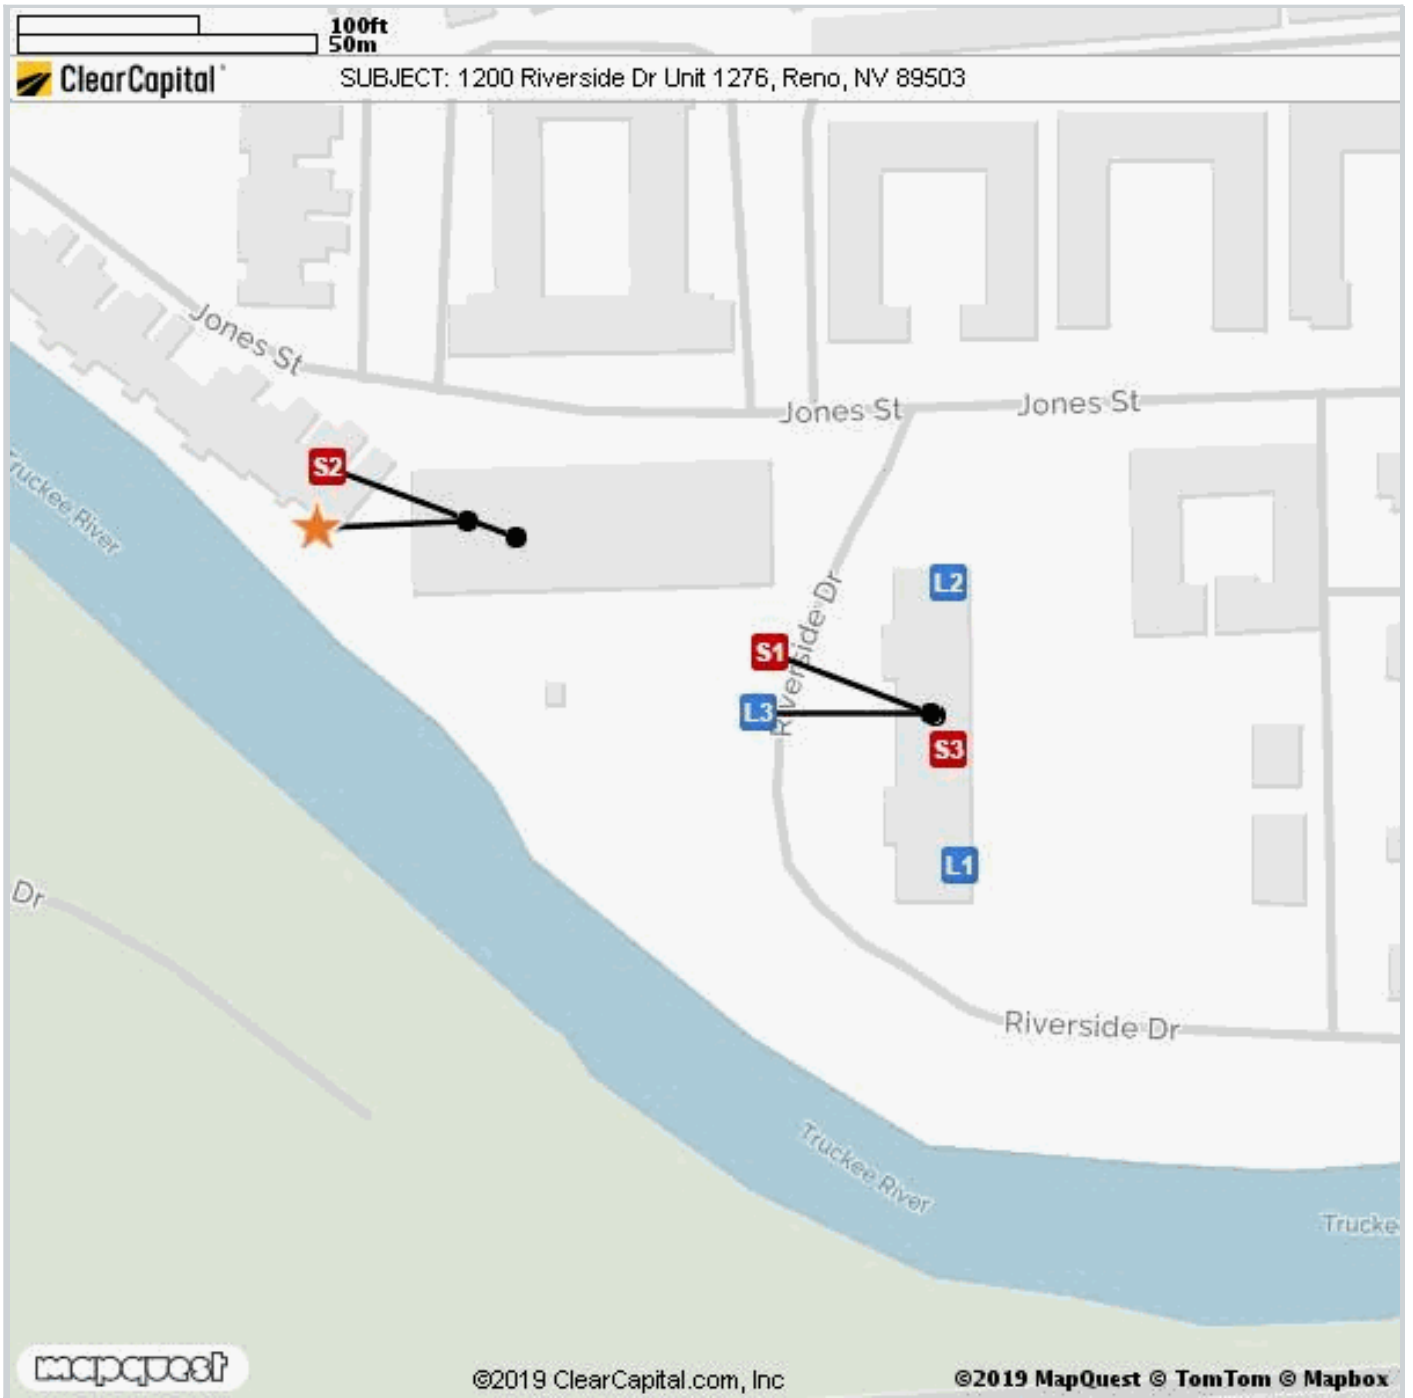 100ft
50m
ClearCapital
SUBJECT: 1200 Riverside Dr Unit 1276, Reno, NV 89503
Jones St
Jones St
Jones St
S2
Truckee River
L2
Riverside Dr
S1
L3
S3
L1
Dr
Riverside Dr
Truckee River
Trucke
mapquest
©2019 ClearCapital.com, Inc
©2019 MapQuest © TomTom © Mapbox